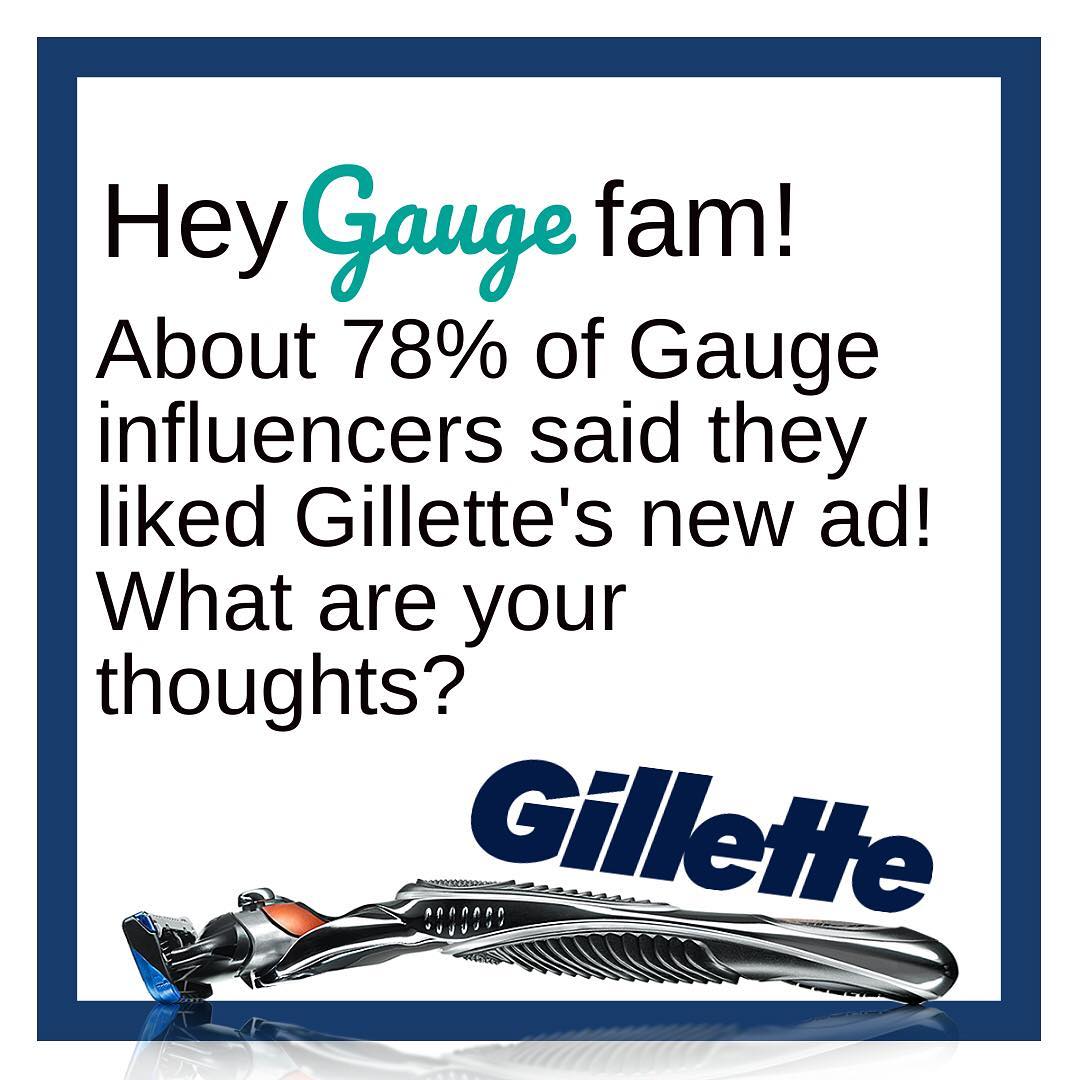 Hey Gauge fam!
About 78% of Gauge
influencers said they
liked Gillette's new ad!
What are your
thoughts?
Gillette